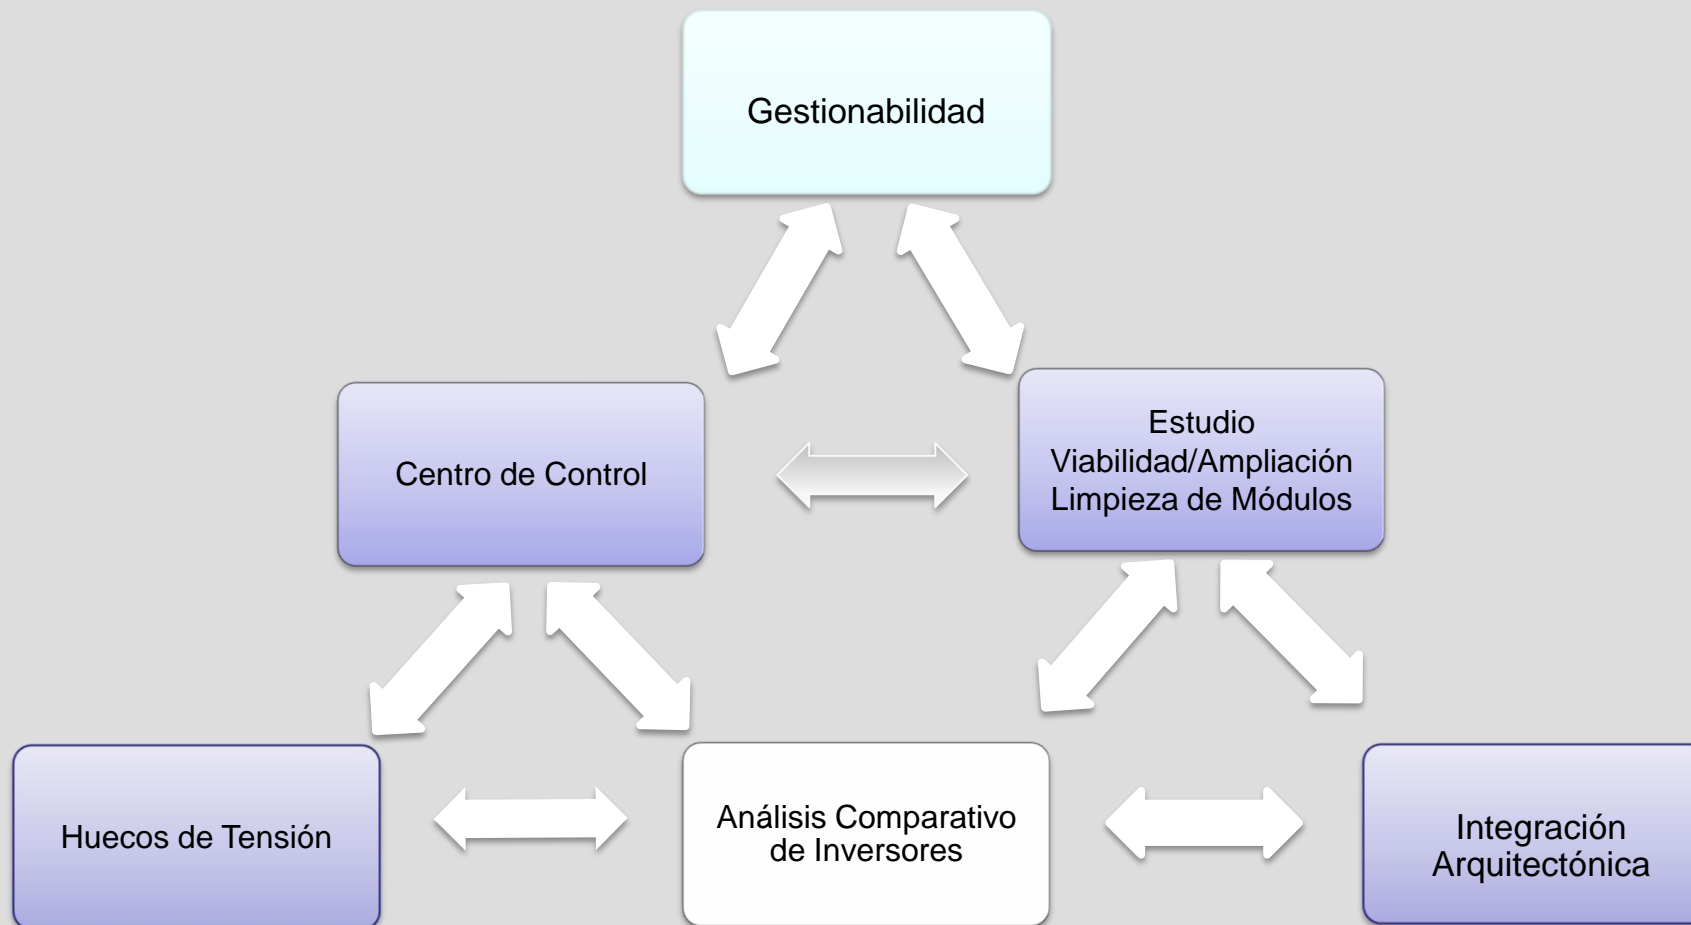 Gestionabilidad
Centro de Control
Estudio
Viabilidad/Ampliación
Limpieza de Módulos
Huecos de Tensión
Análisis Comparativo
de Inversores
Integración
Arquitectónica